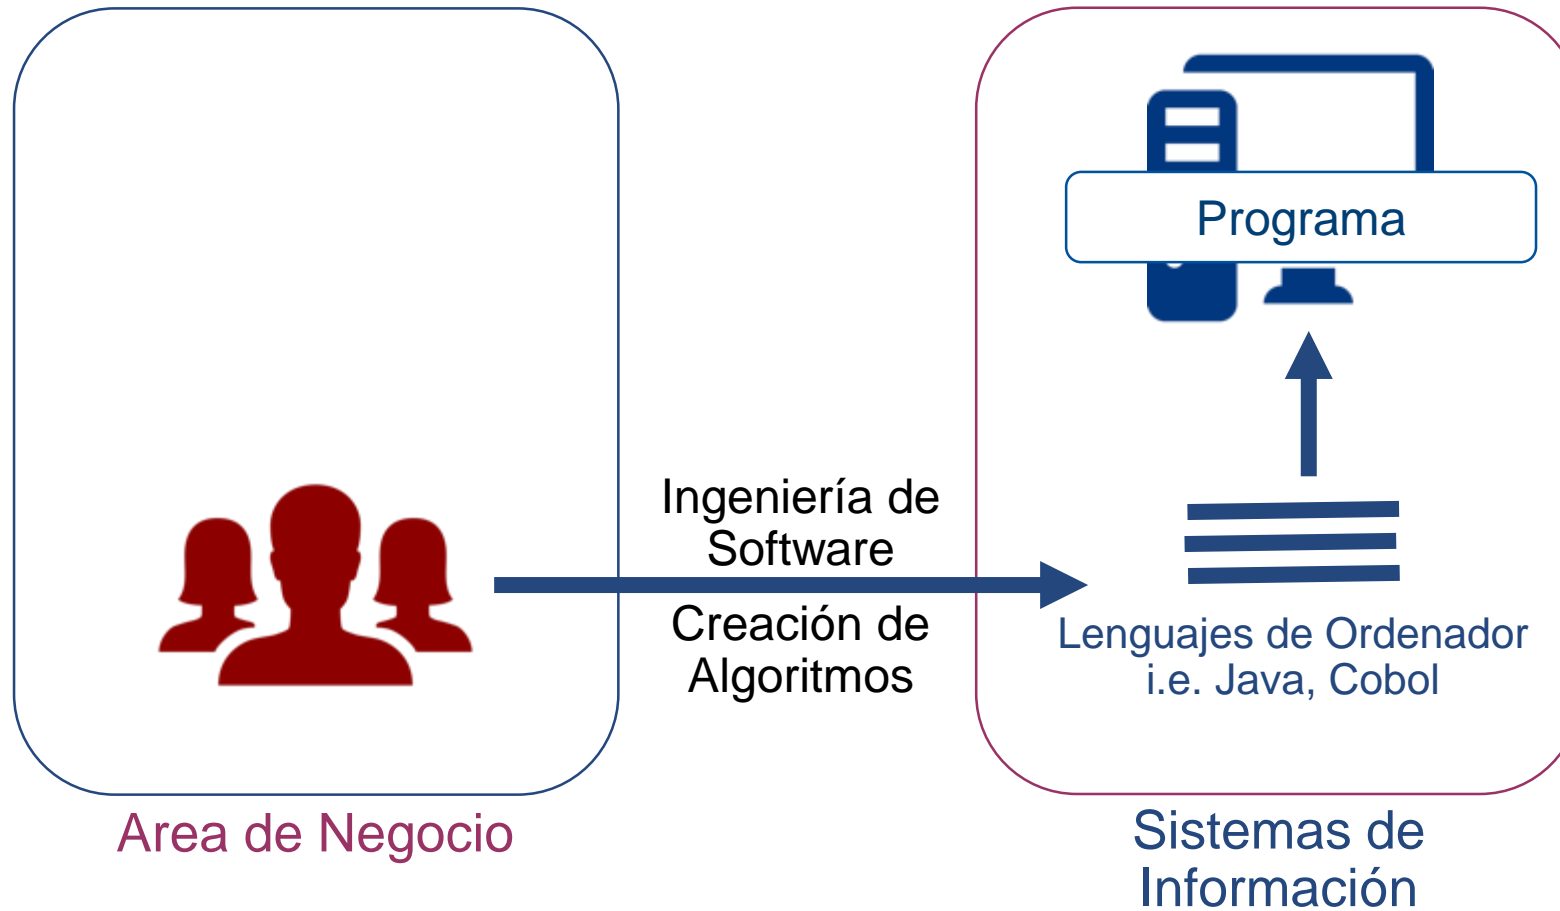 Programa
Ingeniería de
Software
Creación de
Algoritmos
Lenguajes de Ordenador
i.e. Java, Cobol
Area de Negocio
Sistemas de
Información